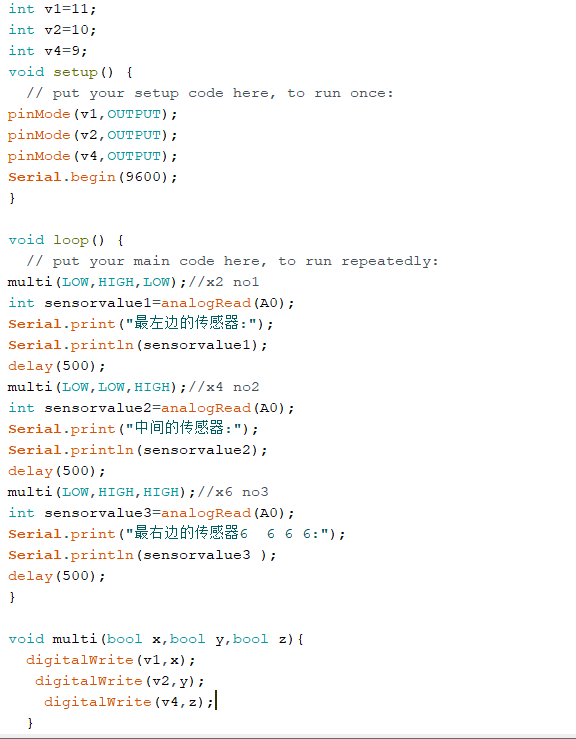 int v1=11;
int v2=10;
int v4=9;
void setup() {
  // put your setup code here, to run once:
pinMode(v1,OUTPUT);
pinMode(v2,OUTPUT);
pinMode(v4,OUTPUT);
Serial.begin(9600);
}

void loop() {
  // put your main code here, to run repeatedly:
multi(LOW,HIGH,LOW);//x2 no1
int sensorvalue1=analogRead(A0);
Serial.print("最左边的传感器:");
Serial.println(sensorvalue1);
delay(500);
multi(LOW,LOW,HIGH);//x4 no2
int sensorvalue2=analogRead(A0);
Serial.print("中间的传感器:");
Serial.println(sensorvalue2);
delay(500);
multi(LOW,HIGH,HIGH);//x6 no3
int sensorvalue3=analogRead(A0);
Serial.print("最右边的传感器6  6 6 6:");
Serial.println(sensorvalue3 );
delay(500);
}

void multi(bool x,bool y,bool z){
  digitalWrite(v1,x);
   digitalWrite(v2,y);
    digitalWrite(v4,z);
  }